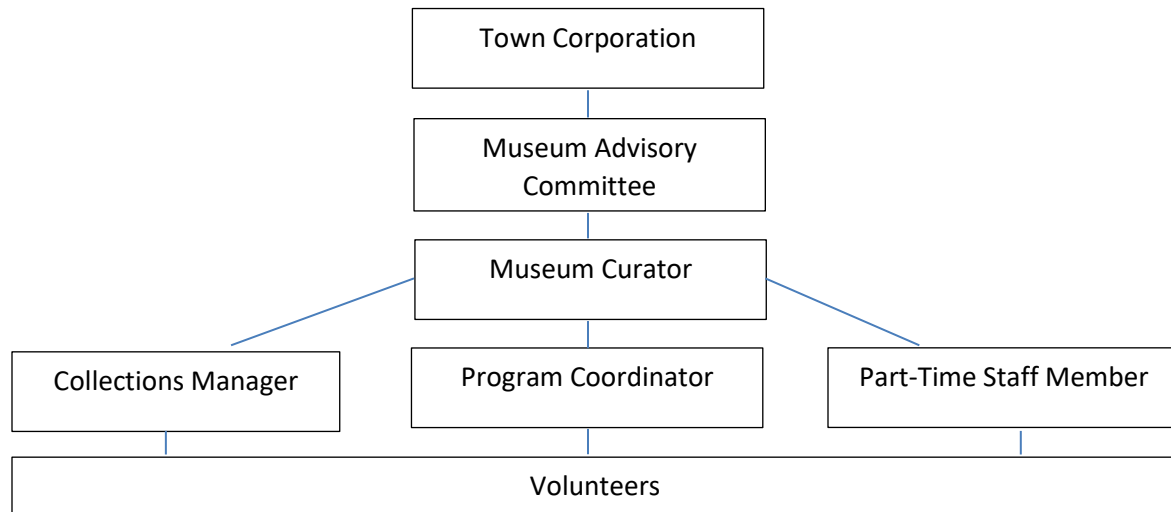 Town Corporation
Museum Advisory
Committee
Museum Curator
Collections Manager
Program Coordinator
Part-Time Staff Member
Volunteers